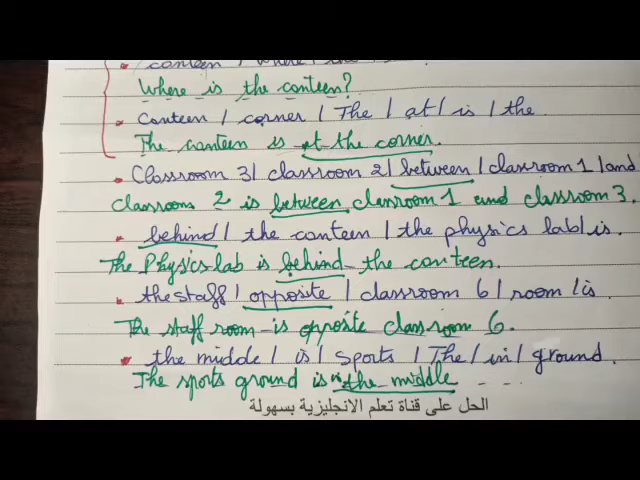 canteen / where / the
Where is the canteen?
Canteen / corner / The / at / is / the
The canteen is at the corner.
Classroom 3 / classroom 2 / between / classroom 1 / and
classroom 2 is between classroom 1 and classroom 3.
behind / the canteen / the physics lab / is.
The Physics lab is behind the canteen.
the staff / opposite / classroom 6 / room / is
The staff room is opposite classroom 6.
the middle / is / sports / The / in / ground.
The sports ground is in the middle - - - -
الحل على قناة تعلم الانجليزية بسهولة